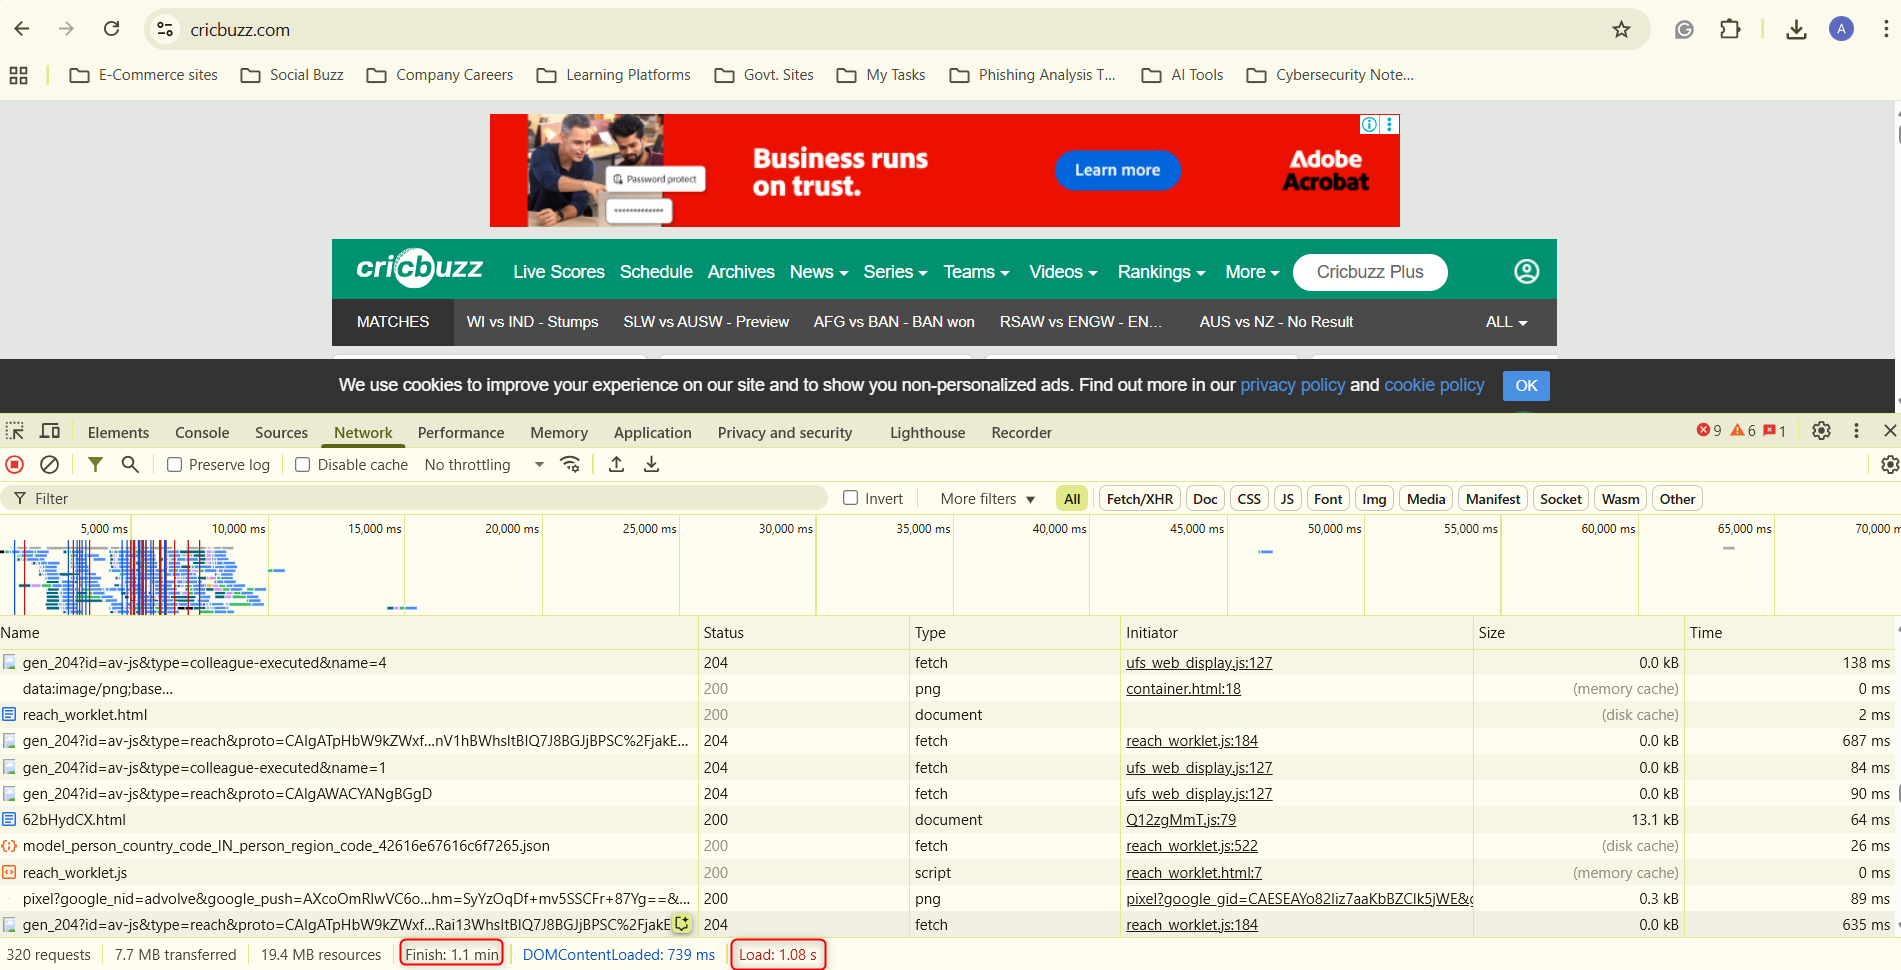 cricbuzz.com
A
E-Commerce sites Social Buzz Company Careers Learning Platforms Govt. Sites My Tasks Phishing Analysis T... AI Tools Cybersecurity Note...
Password protect
Business runs
on trust.
Learn more
Adobe
Acrobat
cricbuzz Live Scores Schedule Archives News Series Teams Videos Rankings More Cricbuzz Plus
MATCHES WI vs IND - Stumps SLW vs AUSW - Preview AFG vs BAN - BAN won RSAW vs ENGW - EN... AUS vs NZ - No Result ALL
We use cookies to improve your experience on our site and to show you non-personalized ads. Find out more in our privacy policy and cookie policy OK
Elements Console Sources Network Performance Memory Application Privacy and security Lighthouse Recorder 9 6 1
Preserve log Disable cache No throttling
Filter Invert More filters All Fetch/XHR Doc CSS JS Font Img Media Manifest Socket Wasm Other
5,000 ms 10,000 ms 15,000 ms 20,000 ms 25,000 ms 30,000 ms 35,000 ms 40,000 ms 45,000 ms 50,000 ms 55,000 ms 60,000 ms 65,000 ms 70,000 m
Name Status Type Initiator Size Time
gen_204?id=av-js&type=colleague-executed&name=4 204 fetch ufs_web_display.js:127 0.0 kB 138 ms
data:image/png;base... 200 png container.html:18 (memory cache) 0 ms
reach_worklet.html 200 document (disk cache) 2 ms
gen_204?id=av-js&type=reach&proto=CAIgATpHbW9kZWxf...nV1hBWhsItBIQ7J8BGJjBPSC%2FjakE... 204 fetch reach_worklet.js:184 0.0 kB 687 ms
gen_204?id=av-js&type=colleague-executed&name=1 204 fetch ufs_web_display.js:127 0.0 kB 84 ms
gen_204?id=av-js&type=reach&proto=CAIgAWACYANgBGgD 204 fetch ufs_web_display.js:127 0.0 kB 90 ms
62bHydCX.html 200 document Q12zgMmT.js:79 13.1 kB 64 ms
model_person_country_code_IN_person_region_code_42616e67616c6f7265.json 200 fetch reach_worklet.js:522 (disk cache) 26 ms
reach_worklet.js 200 script reach_worklet.html:7 (memory cache) 0 ms
pixel?google_nid=advolve&google_push=AXcoOmRlwVC6o...hm=SyYzOqDf+mv5SSCFr+87Yg==&... 200 png pixel?google_gid=CAESEAYo82Iiz7aaKbBZCIk5jWE&g 0.3 kB 89 ms
gen_204?id=av-js&type=reach&proto=CAIgATpHbW9kZWxf...Rai13WhsItBIQ7J8BGJjBPSC%2FjakE 204 fetch reach_worklet.js:184 0.0 kB 635 ms
320 requests 7.7 MB transferred 19.4 MB resources Finish: 1.1 min DOMContentLoaded: 739 ms Load: 1.08 s